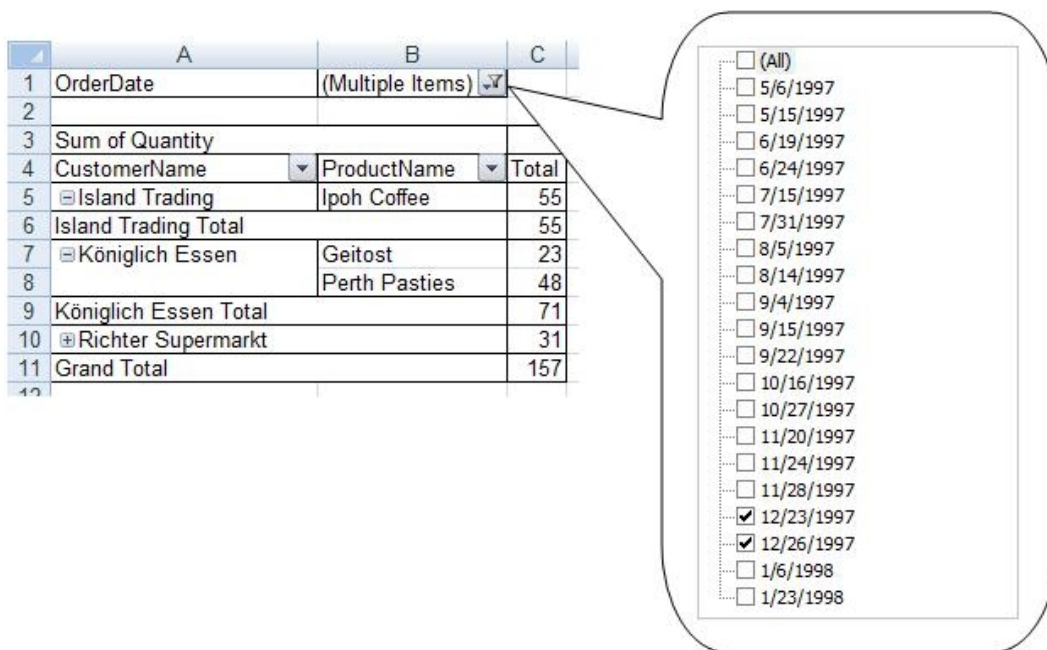 A B C
1 OrderDate (Multiple Items)
2
3 Sum of Quantity
4 CustomerName ProductName Total
5 Island Trading Ipoh Coffee 55
6 Island Trading Total 55
7 Königlich Essen Geitost 23
8 Perth Pasties 48
9 Königlich Essen Total 71
10 Richter Supermarkt 31
11 Grand Total 157
12
(All)
5/6/1997
5/15/1997
6/19/1997
6/24/1997
7/15/1997
7/31/1997
8/5/1997
8/14/1997
9/4/1997
9/15/1997
9/22/1997
10/16/1997
10/27/1997
11/20/1997
11/24/1997
11/28/1997
12/23/1997
12/26/1997
1/6/1998
1/23/1998